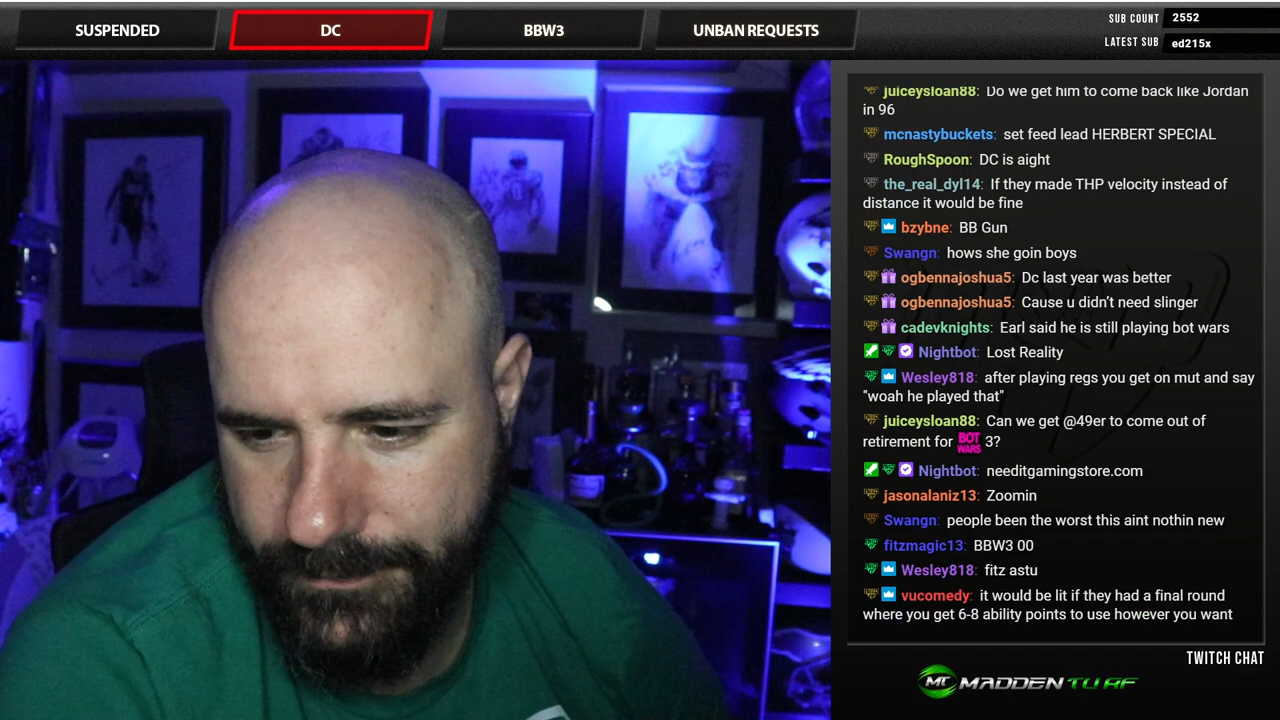 SUSPENDED
DC
BBW3
UNBAN REQUESTS
SUB COUNT 2552
LATEST SUB ed215x
juiceysloan88: Do we get him to come back like Jordan
in 96
mcnastybuckets: set feed lead HERBERT SPECIAL
RoughSpoon: DC is aight
the_real_dyl14: If they made THP velocity instead of
distance it would be fine
bzybne: BB Gun
Swangn: hows she goin boys
ogbennajoshua5: Dc last year was better
ogbennajoshua5: Cause u didn't need slinger
cadevknights: Earl said he is still playing bot wars
Nightbot: Lost Reality
Wesley818: after playing regs you get on mut and say
"woah he played that"
juiceysloan88: Can we get @49er to come out of
retirement for BOT WARS 3?
Nightbot: needitgamingstore.com
jasonalaniz13: Zoomin
Swangn: people been the worst this aint nothin new
fitzmagic13: BBW3 00
Wesley818: fitz astu
vucomedy: it would be lit if they had a final round
where you get 6-8 ability points to use however you want
TWITCH CHAT
MT MADDEN TURF